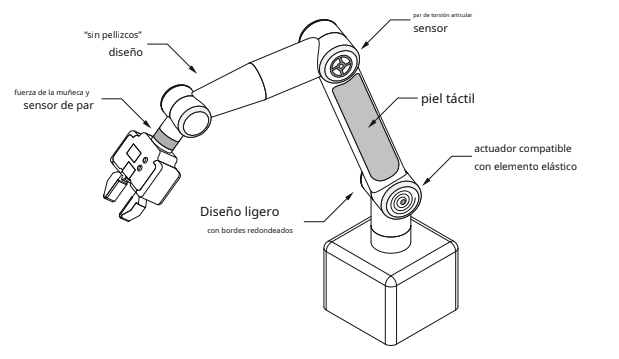 par de torsión articular
sensor
"sin pellizcos"
diseño
fuerza de la muñeca y
sensor de par
piel táctil
actuador compatible
con elemento elástico
Diseño ligero
con bordes redondeados